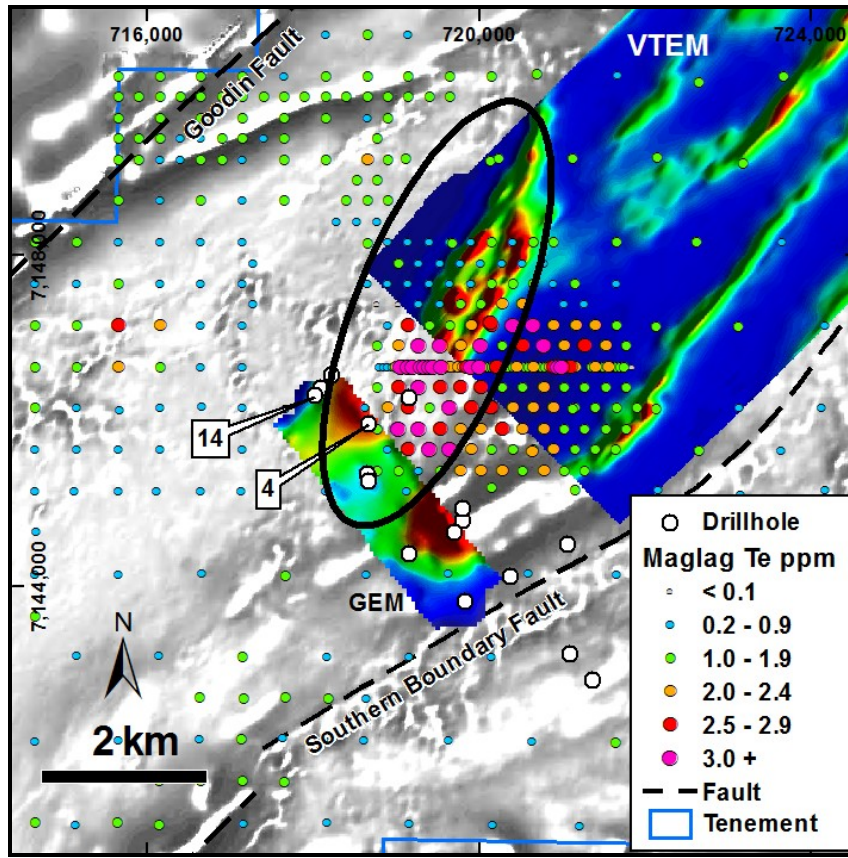 716,000
720,000
724,000
VTEM
Goodin Fault
7,148,000
14
4
7,144,000
GEM
Southern Boundary Fault
N
2 km
Drillhole
Maglag Te ppm
< 0.1
0.2 - 0.9
1.0 - 1.9
2.0 - 2.4
2.5 - 2.9
3.0 +
Fault
Tenement